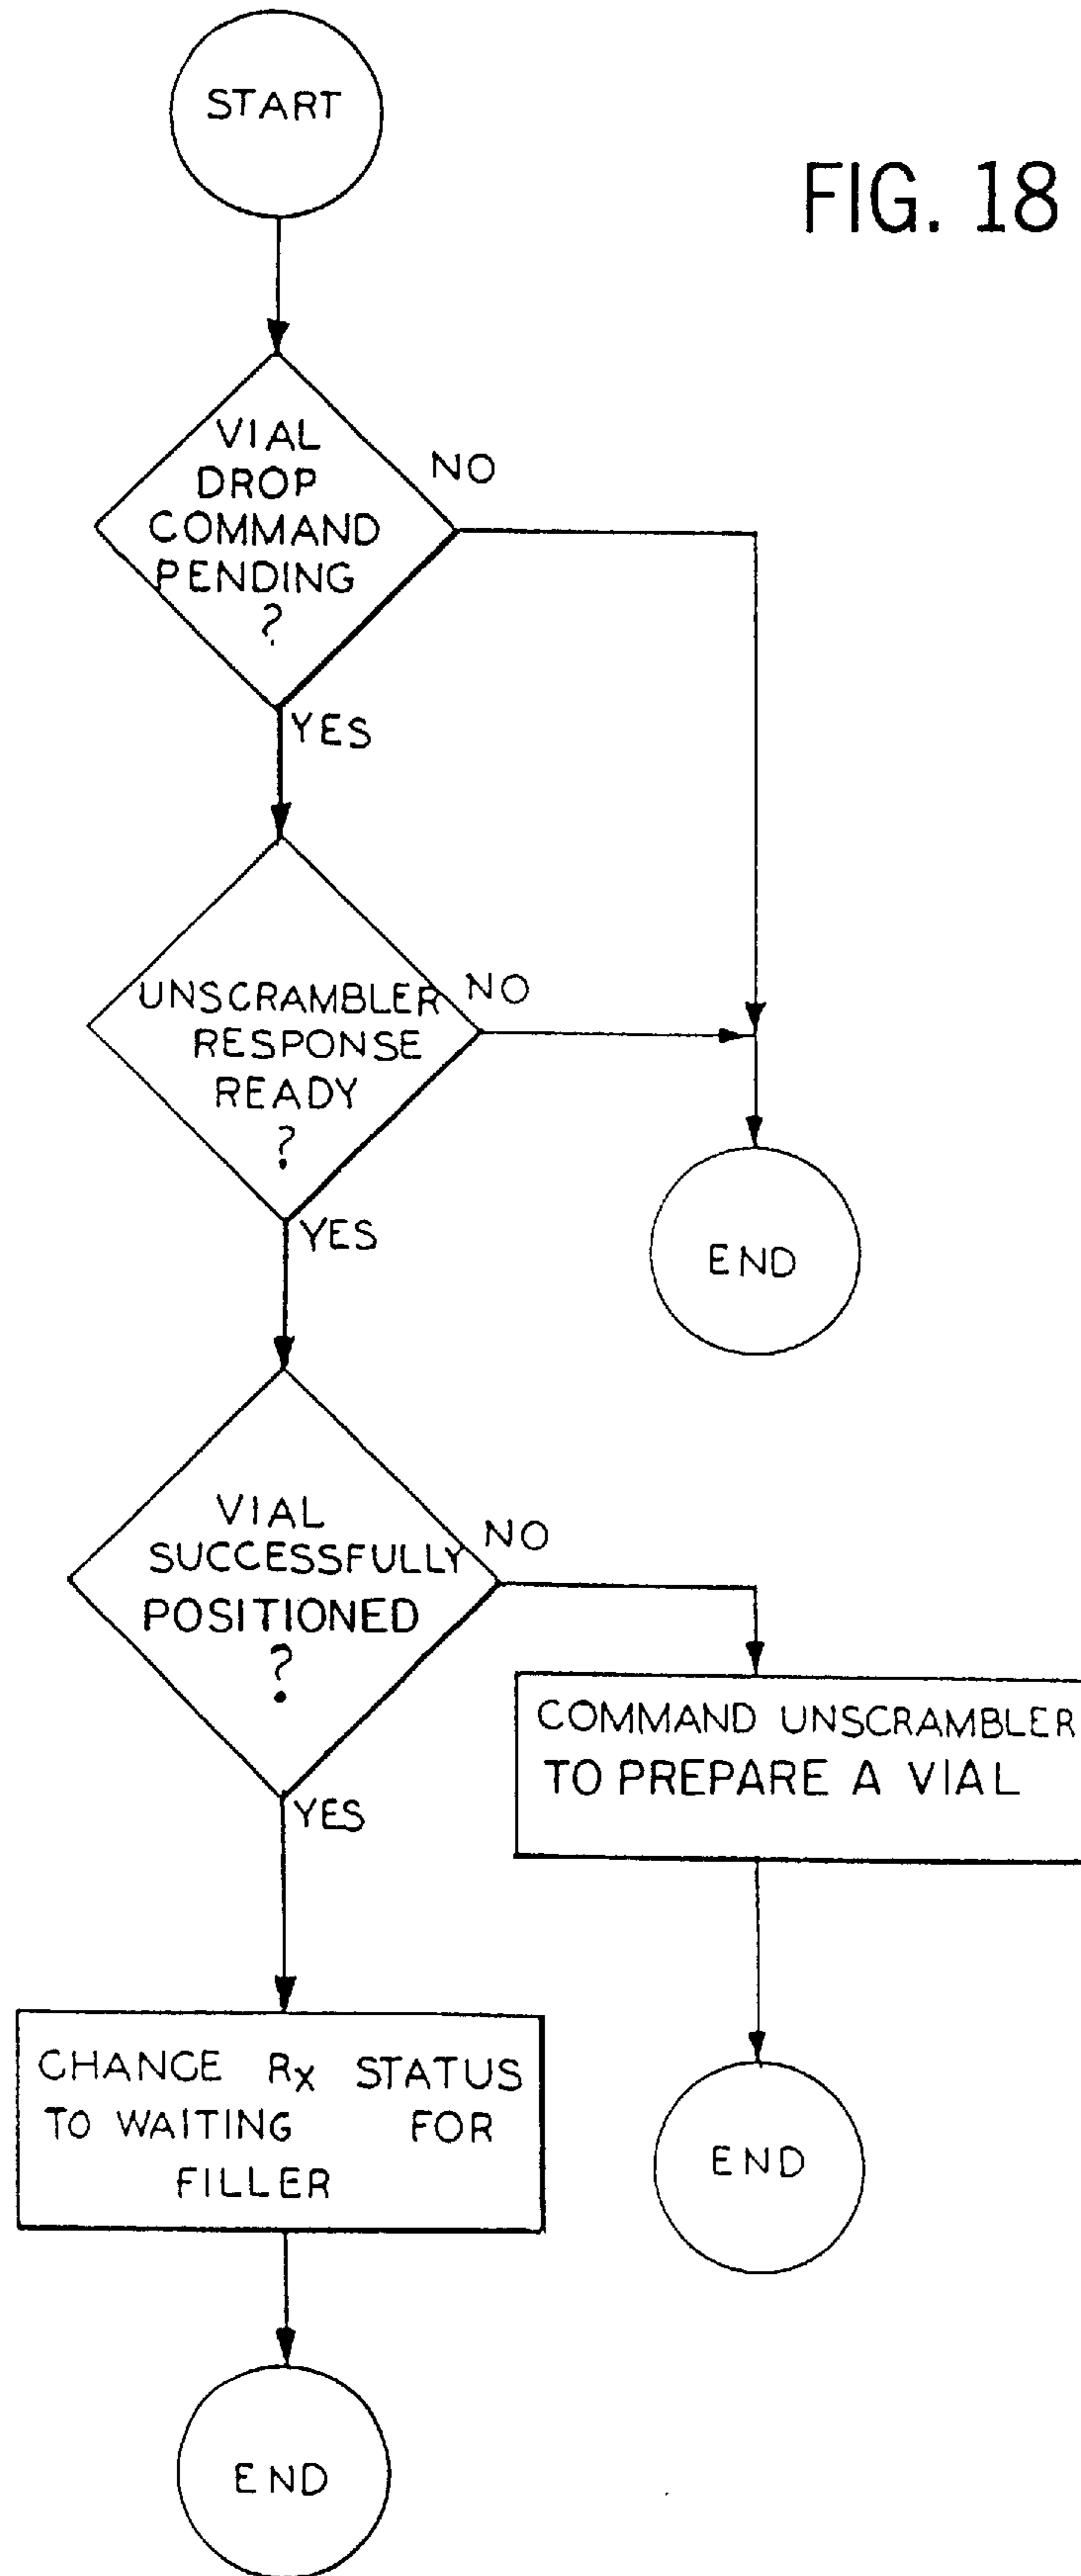 START
FIG. 18
VIAL
DROP
COMMAND
PENDING
?
NO
YES
UNSCRAMBLER
RESPONSE
READY
?
NO
YES
END
VIAL
SUCCESSFULLY
POSITIONED
?
NO
YES
COMMAND UNSCRAMBLER
TO PREPARE A VIAL
CHANGE Rx STATUS
TO WAITING FOR
FILLER
END
END